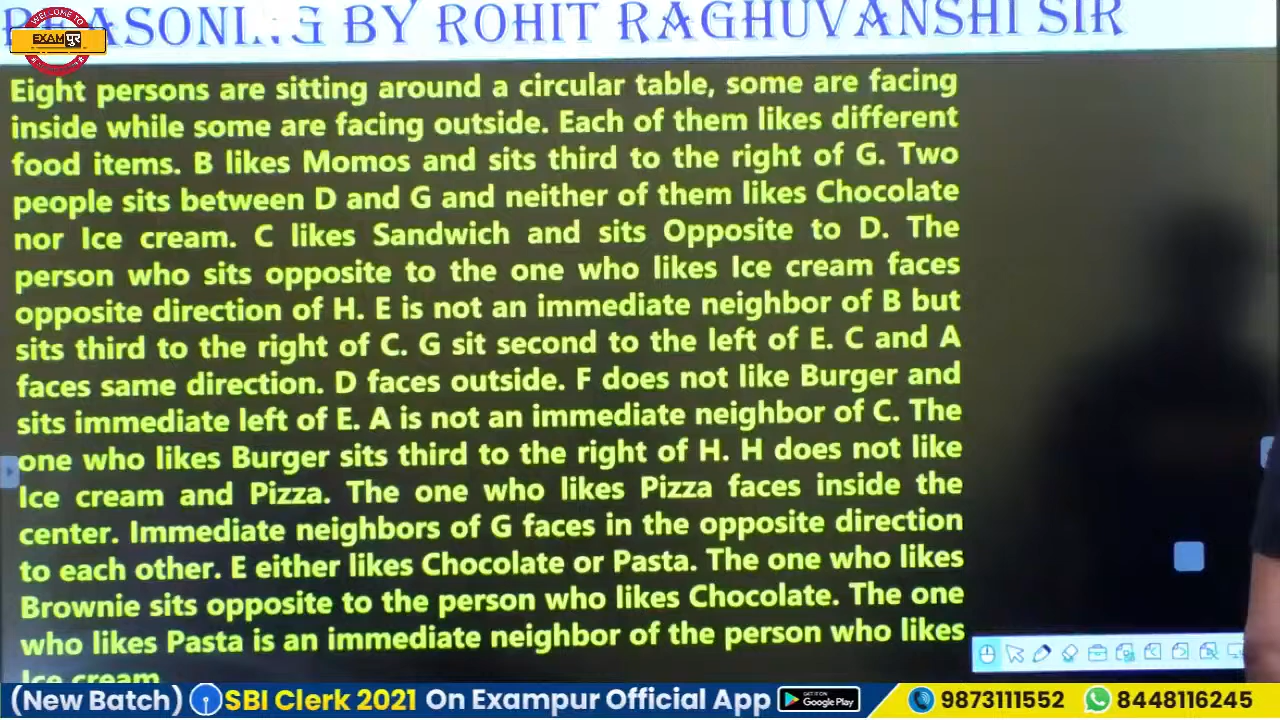 REASONING BY ROHIT RAGHUVANSHI SIR
WELCOME TO
EXAMपुर
Eight persons are sitting around a circular table, some are facing
inside while some are facing outside. Each of them likes different
food items. B likes Momos and sits third to the right of G. Two
people sits between D and G and neither of them likes Chocolate
nor Ice cream. C likes Sandwich and sits Opposite to D. The
person who sits opposite to the one who likes Ice cream faces
opposite direction of H. E is not an immediate neighbor of B but
sits third to the right of C. G sit second to the left of E. C and A
faces same direction. D faces outside. F does not like Burger and
sits immediate left of E. A is not an immediate neighbor of C. The
one who likes Burger sits third to the right of H. H does not like
Ice cream and Pizza. The one who likes Pizza faces inside the
center. Immediate neighbors of G faces in the opposite direction
to each other. E either likes Chocolate or Pasta. The one who likes
Brownie sits opposite to the person who likes Chocolate. The one
who likes Pasta is an immediate neighbor of the person who likes
Ice cream
(New Batch) SBI Clerk 2021 On Exampur Official App GET IT ON Google Play 9873111552 8448116245